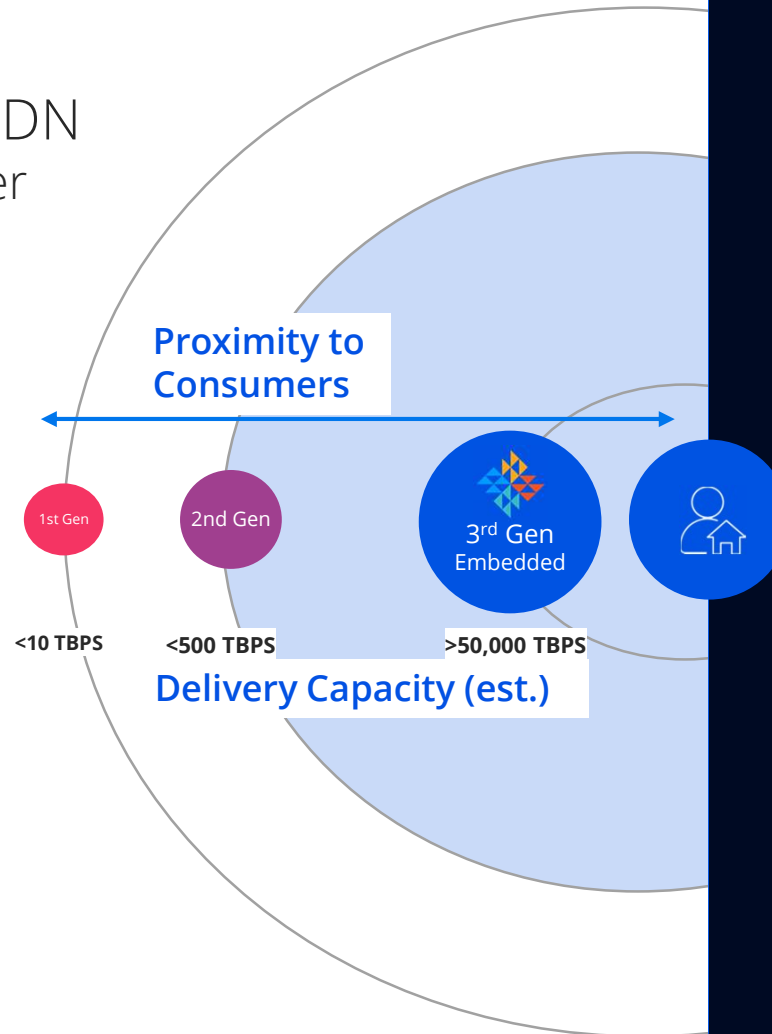 DN
er
Proximity to
Consumers
1st Gen
2nd Gen
3rd Gen
Embedded
<10 TBPS
<500 TBPS
>50,000 TBPS
Delivery Capacity (est.)